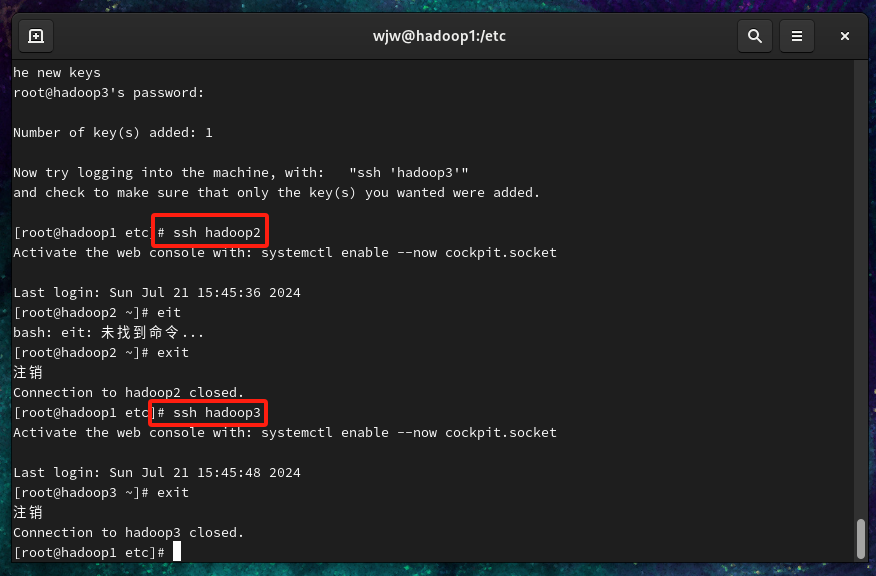 wjw@hadoop1:/etc
he new keys
root@hadoop3's password:
Number of key(s) added: 1
Now try logging into the machine, with:   "ssh 'hadoop3'"
and check to make sure that only the key(s) you wanted were added.
[root@hadoop1 etc]# ssh hadoop2
Activate the web console with: systemctl enable --now cockpit.socket
Last login: Sun Jul 21 15:45:36 2024
[root@hadoop2 ~]# eit
bash: eit: 未找到命令...
[root@hadoop2 ~]# exit
注销
Connection to hadoop2 closed.
[root@hadoop1 etc]# ssh hadoop3
Activate the web console with: systemctl enable --now cockpit.socket
Last login: Sun Jul 21 15:45:48 2024
[root@hadoop3 ~]# exit
注销
Connection to hadoop3 closed.
[root@hadoop1 etc]#